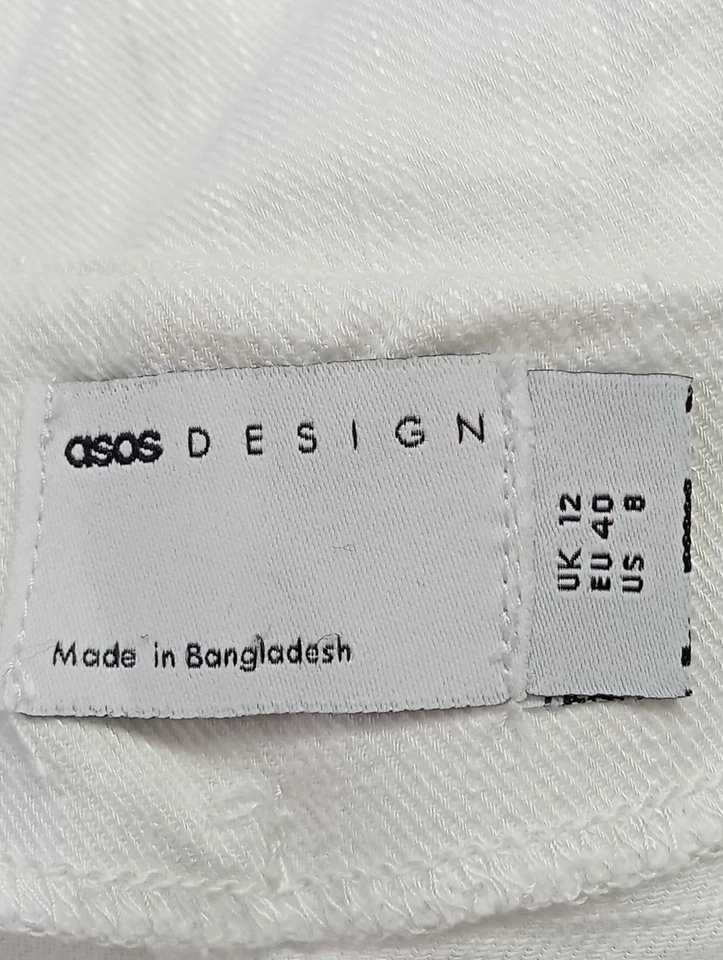 asos DESIGN
Made in Bangladesh
UK 12
EU 40
US 8